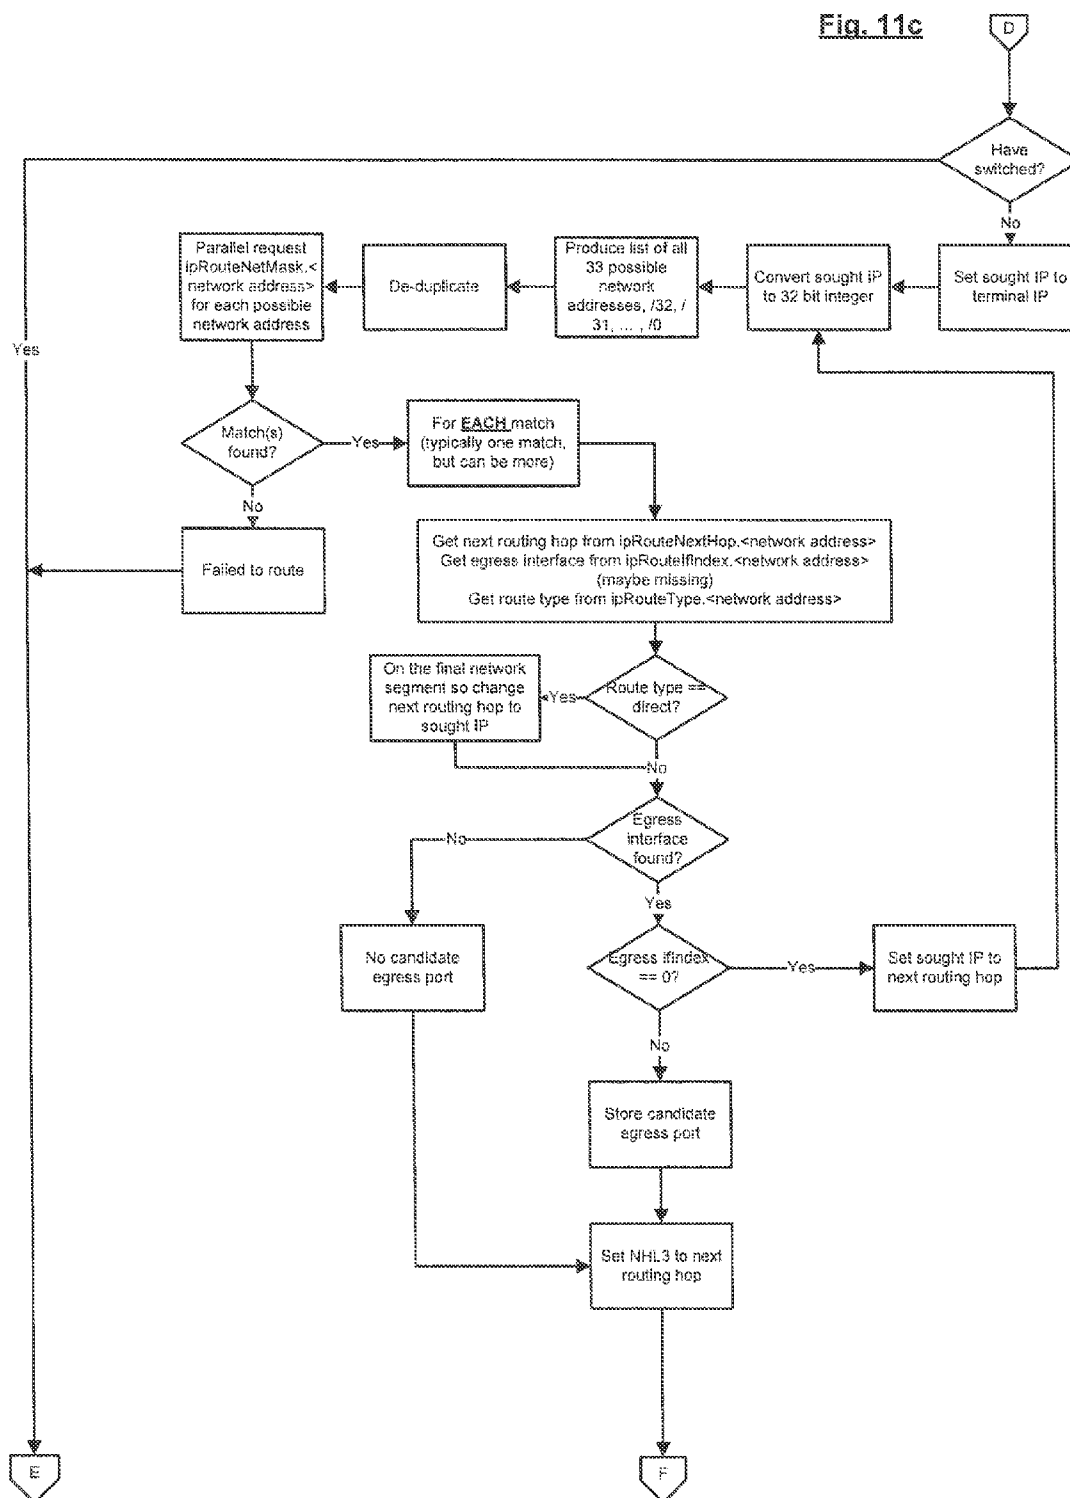 Fig. 11c
D
Have
switched?
No
Yes
Parallel request
ipRouteNetMask.<
network address>
for each possible
network address
De-duplicate
Produce list of all
33 possible
network
addresses, /32, /
31, ... , /0
Convert sought IP
to 32 bit integer
Set sought IP to
terminal IP
Match(s)
found?
Yes
For EACH match
(typically one match,
but can be more)
No
Failed to route
Get next routing hop from ipRouteNextHop.<network address>
Get egress interface from ipRouteIfIndex.<network address>
(maybe missing)
Get route type from ipRouteType.<network address>
On the final network
segment so change
next routing hop to
sought IP
Yes
Route type ==
direct?
No
Egress
interface
found?
No
Yes
No candidate
egress port
Egress ifIndex
== 0?
Yes
Set sought IP to
next routing hop
No
Store candidate
egress port
Set NHL3 to next
routing hop
E
F